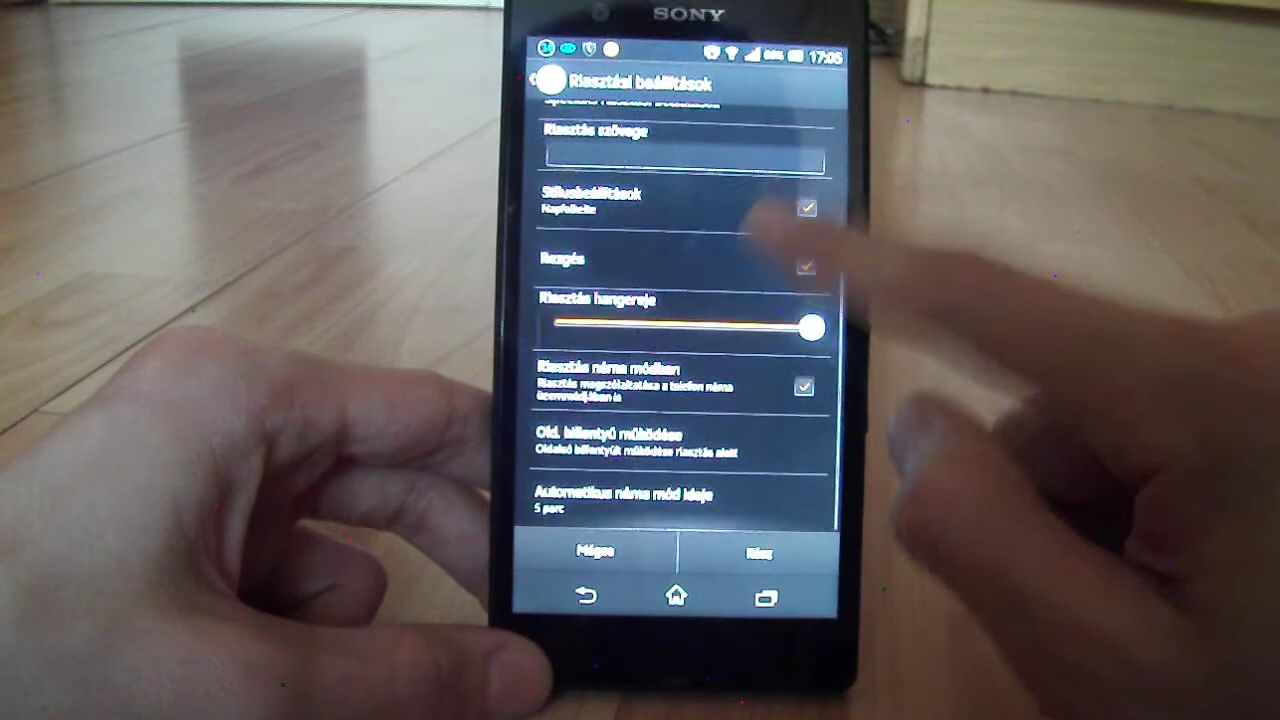 SONY
17:05
Riasztási beállítások
Riasztás szövege
Stílusbeállítások
Napfelkelte
Rezgés
Riasztás hangereje
Riasztás néma módban
Riasztás megszólaltatása a telefon néma
üzemmódjában is
Old. billentyű működése
Oldalsó billentyűk működése riasztás alatt
Automatikus néma mód ideje
5 perc
Mégse
Kész